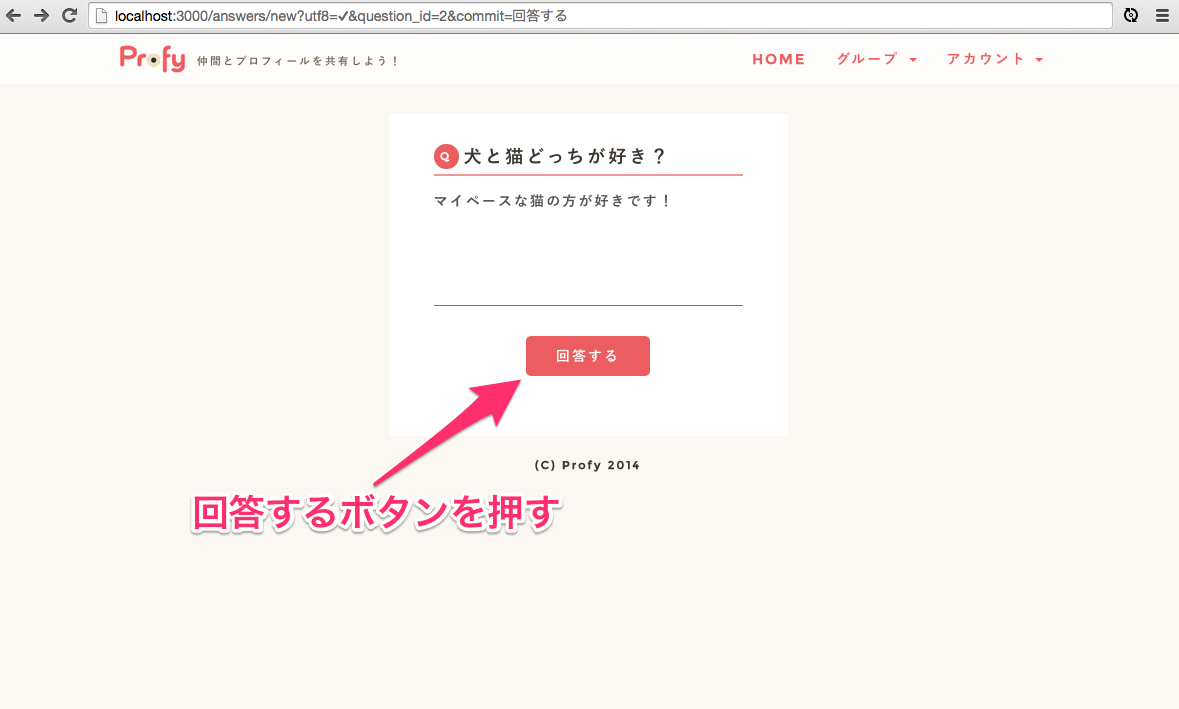 localhost:3000/answers/new?utf8=✓&question_id=2&commit=回答する
Profy 仲間とプロフィールを共有しよう！ HOME グループ アカウント
Q 犬と猫どっちが好き？
マイペースな猫の方が好きです！
回答する
(C) Profy 2014
回答するボタンを押す